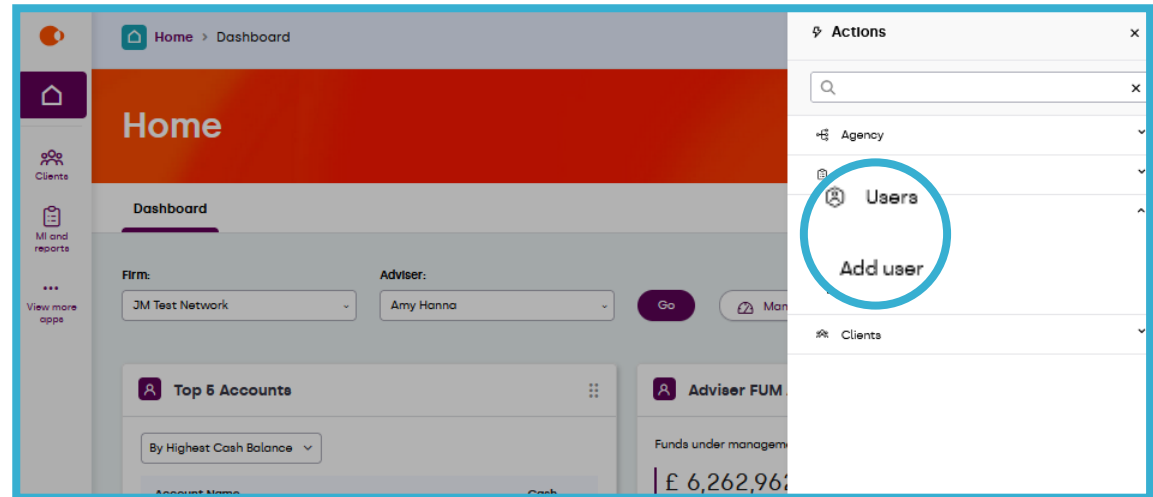 Home > Dashboard
Actions
Home
Agency
Clients
Users
Dashboard
MI and
reports
Add user
Firm:
Adviser:
View more
apps
JM Test Network
Amy Hanna
Go
Clients
Top 5 Accounts
Adviser FUM
By Highest Cash Balance
Funds under
£ 6,262,962
Account Name
Cash